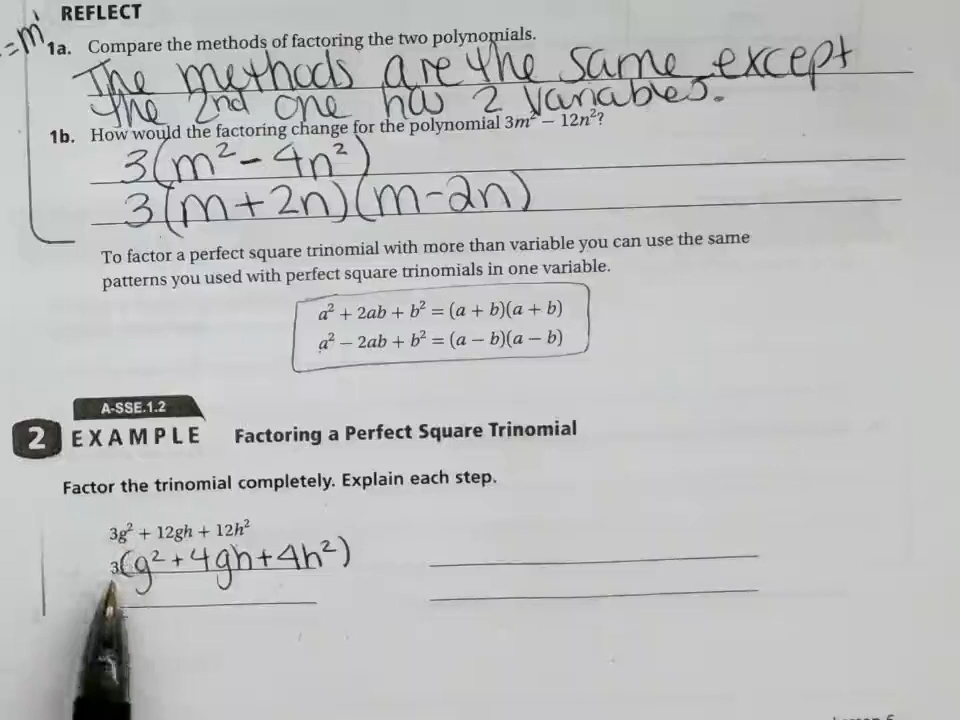 REFLECT
= m
1a. Compare the methods of factoring the two polynomials.
The methods are the same except
the 2nd one has 2 variables.
1b. How would the factoring change for the polynomial 3m² − 12n²?
3(m² − 4n²)
3(m + 2n)(m − 2n)
To factor a perfect square trinomial with more than variable you can use the same
patterns you used with perfect square trinomials in one variable.
a² + 2ab + b² = (a + b)(a + b)
a² − 2ab + b² = (a − b)(a − b)
A-SSE.1.2
2 EXAMPLE Factoring a Perfect Square Trinomial
Factor the trinomial completely. Explain each step.
3g² + 12gh + 12h²
3(g² + 4gh + 4h²)